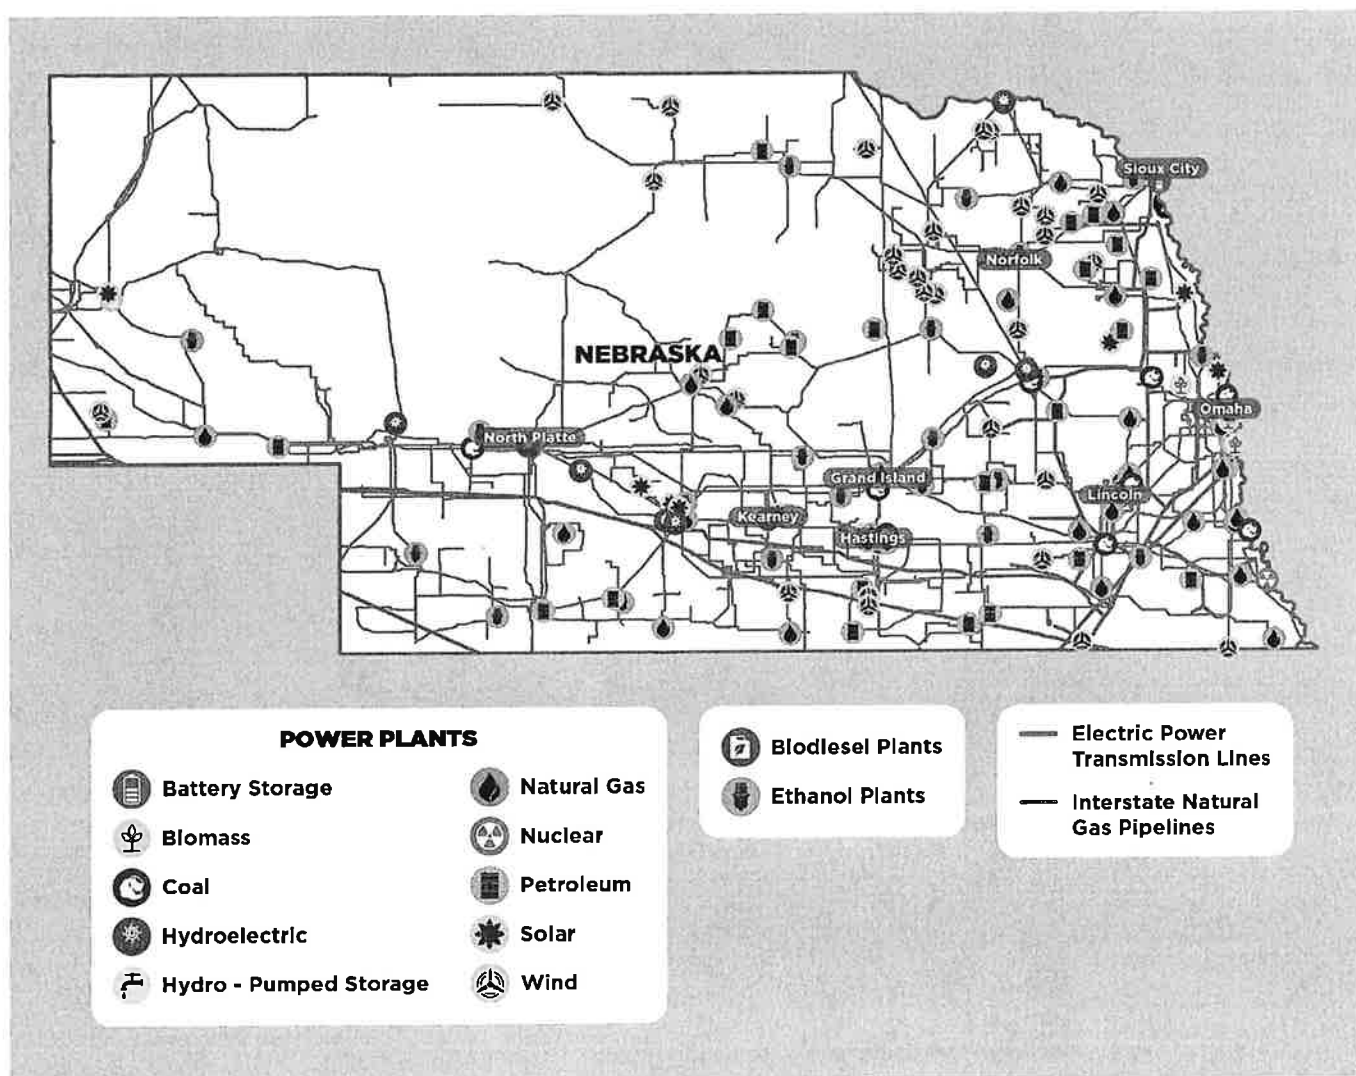 Sioux City
Norfolk
NEBRASKA
Omaha
North Platte
Grand Island
Lincoln
Kearney
Hastings
POWER PLANTS
Battery Storage
Biomass
Coal
Hydroelectric
Hydro - Pumped Storage
Natural Gas
Nuclear
Petroleum
Solar
Wind
Biodiesel Plants
Ethanol Plants
Electric Power
Transmission Lines
Interstate Natural
Gas Pipelines